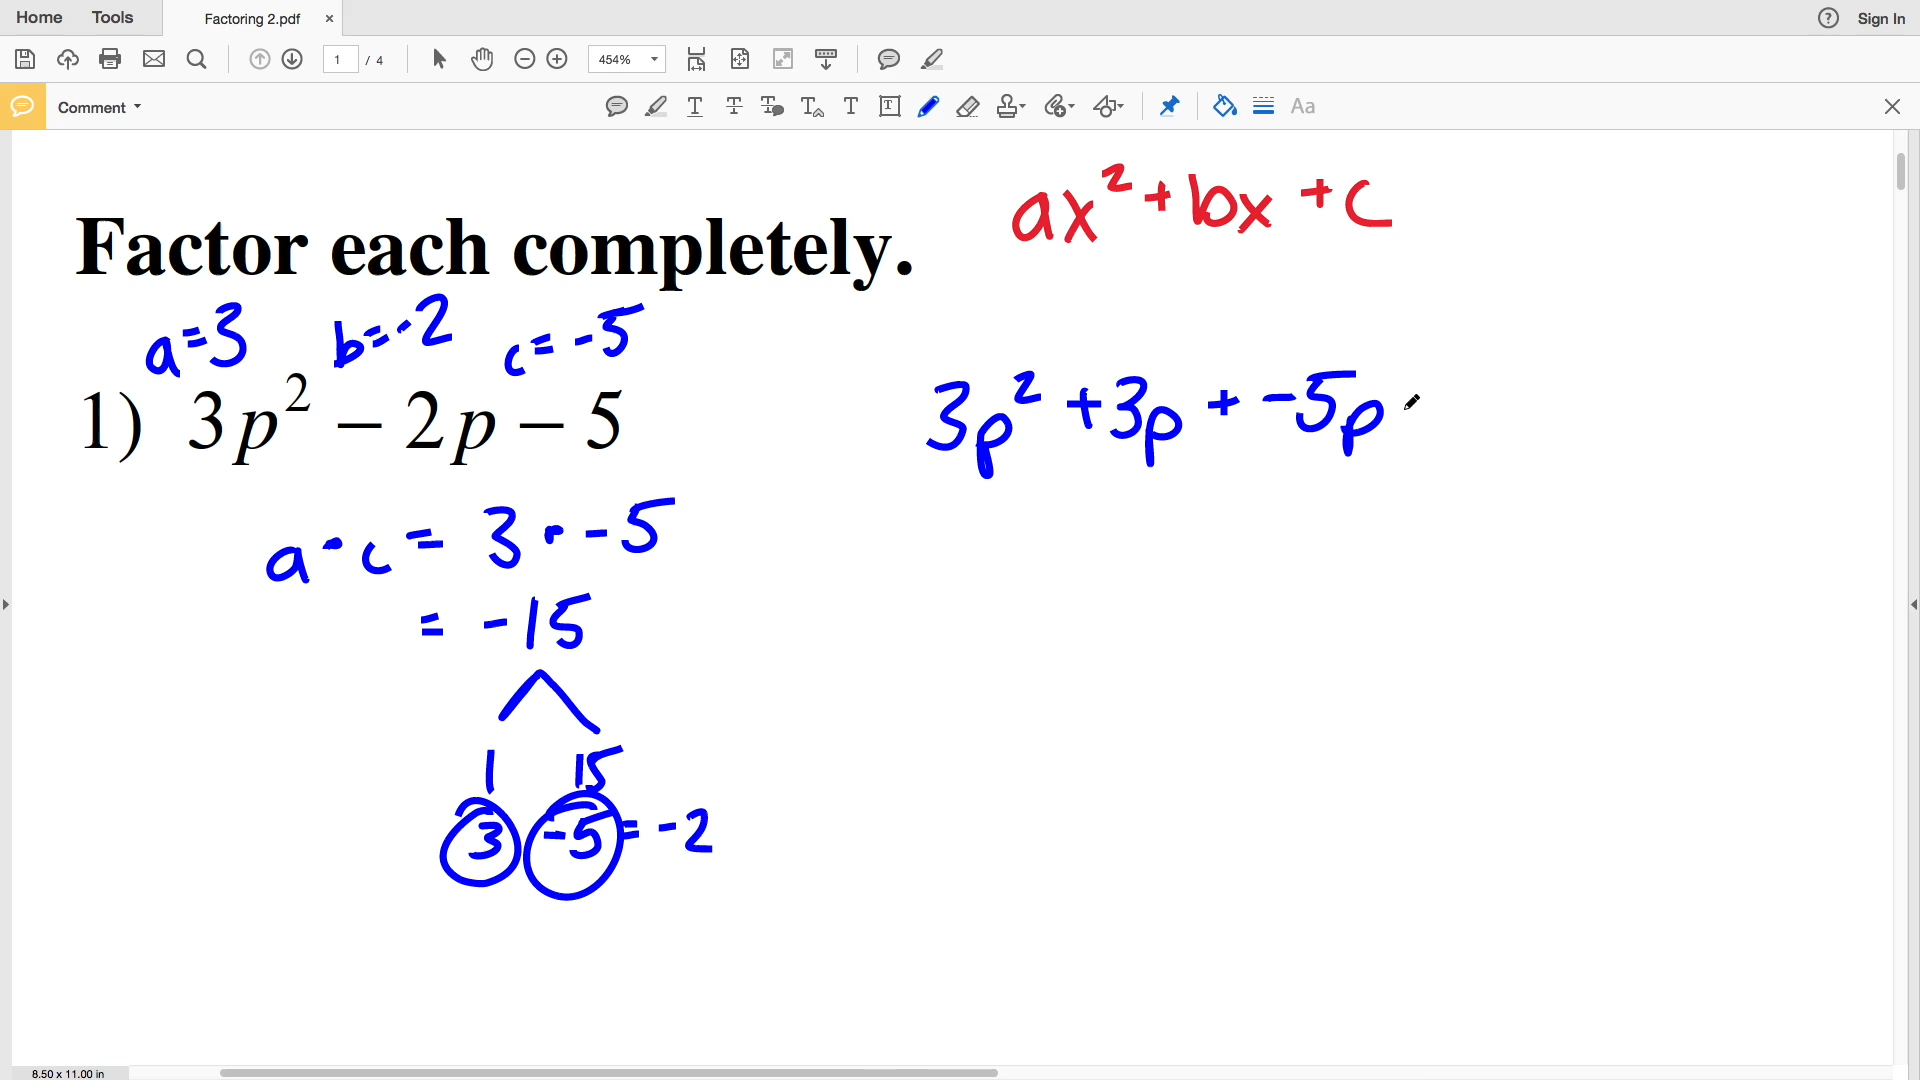 Home Tools Factoring 2.pdf × ? Sign In
1 / 4 454%
Comment Aa
ax² + bx + c
Factor each completely.
a=3 b=-2 c=-5
1) 3p² − 2p − 5
3p² + 3p + -5p
a·c = 3·-5
= -15
1 15
3 -5 = -2
8.50 x 11.00 in